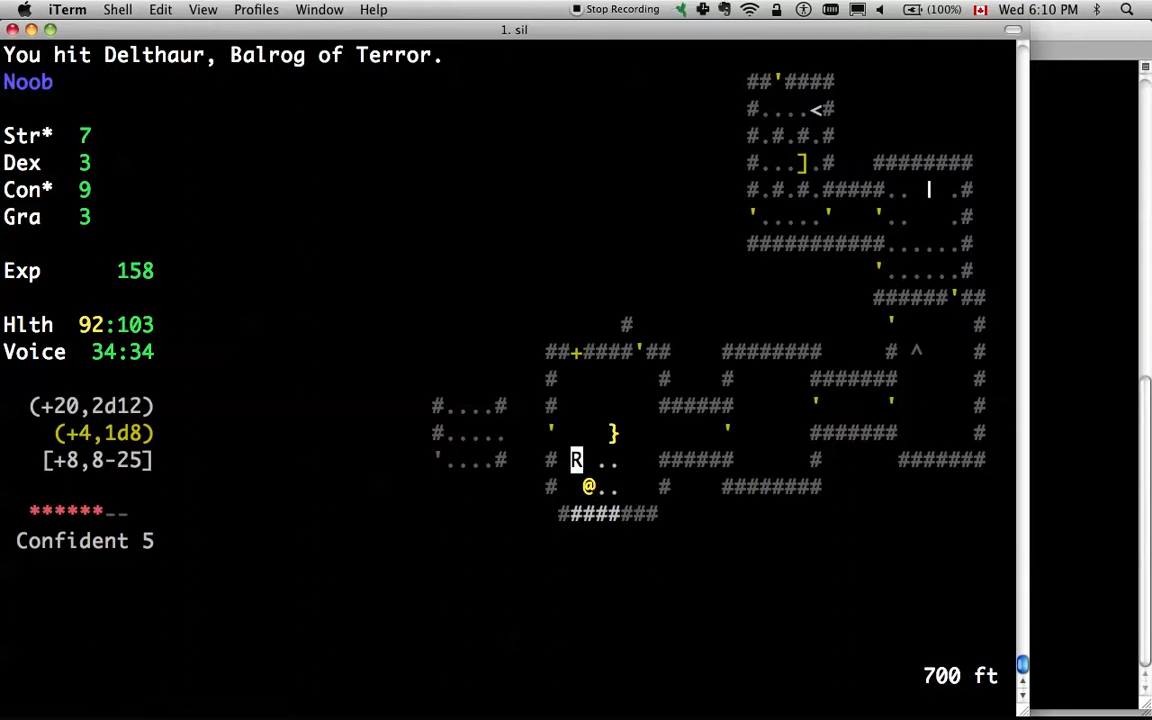 iTerm Shell Edit View Profiles Window Help Stop Recording (100%) Wed 6:10 PM
1. sil
You hit Delthaur, Balrog of Terror.
Noob
##'####
#....<#
Str* 7 #.#.#.#
Dex 3 #...].# ########
Con* 9 #.#.#.#####.. | .#
Gra 3 '.....' '.. .#
###########......#
Exp 158 '......#
######'##
Hlth 92:103 # ' #
Voice 34:34 ##+####'## ######## # ^ #
# # # ####### #
(+20,2d12) #....# # ###### ' ' #
(+4,1d8) #..... ' } ' ####### #
[+8,8-25] '....# # R .. ###### # #######
# @.. # ########
******-- ########
Confident 5
700 ft